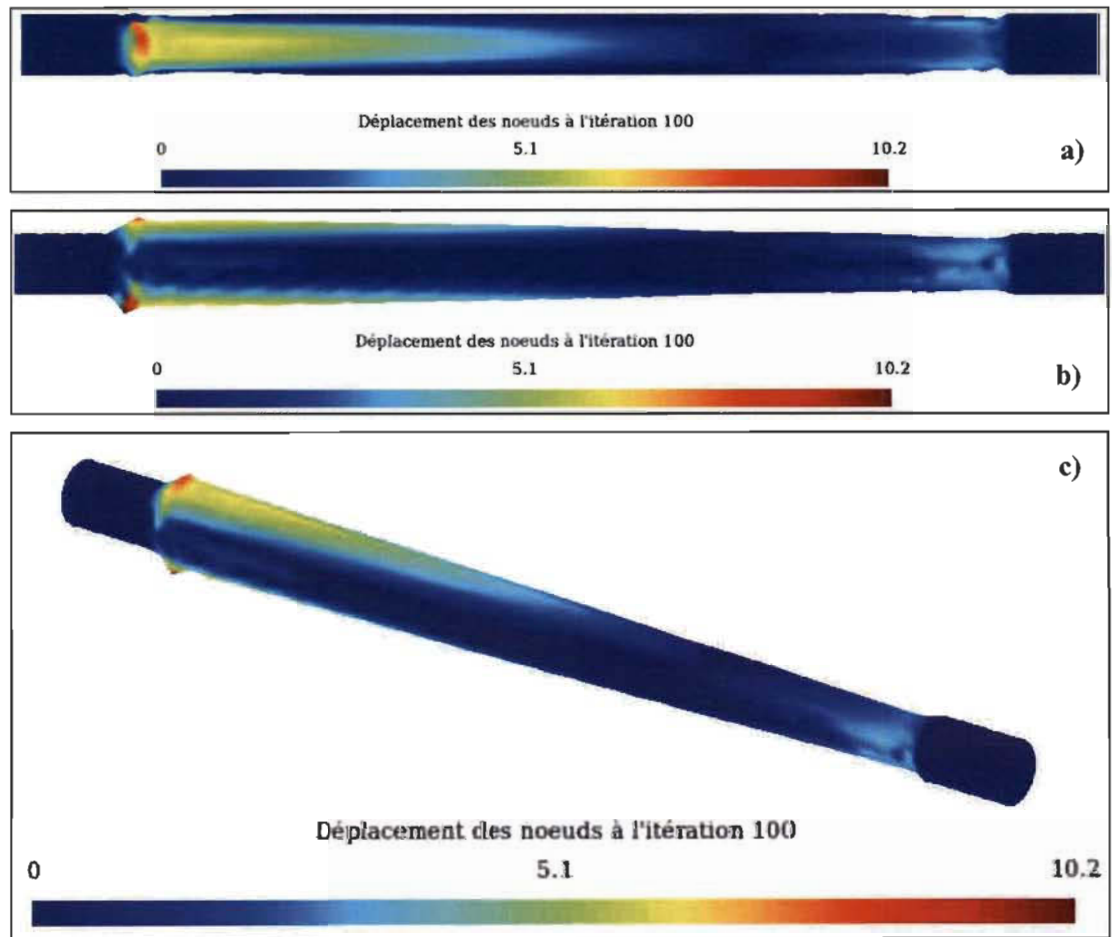 Déplacement des noeuds à l'itération 100
0 5.1 10.2
a)
Déplacement des noeuds à l'itération 100
0 5.1 10.2
b)
c)
Déplacement des noeuds à l'itération 100
0 5.1 10.2